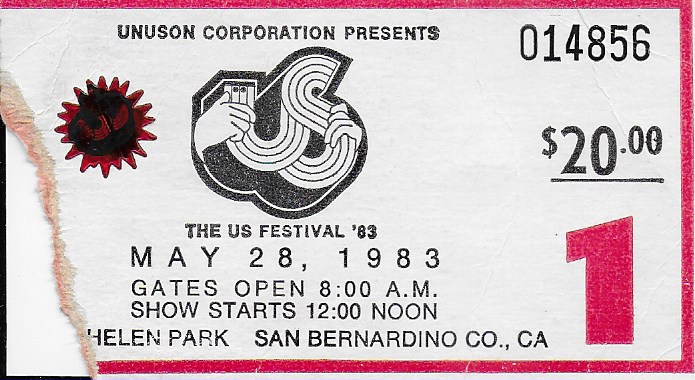 UNUSON CORPORATION PRESENTS
014856
US
$20.00
THE US FESTIVAL '83
MAY 28, 1983
GATES OPEN 8:00 A.M.
SHOW STARTS 12:00 NOON
HELEN PARK SAN BERNARDINO CO., CA
1